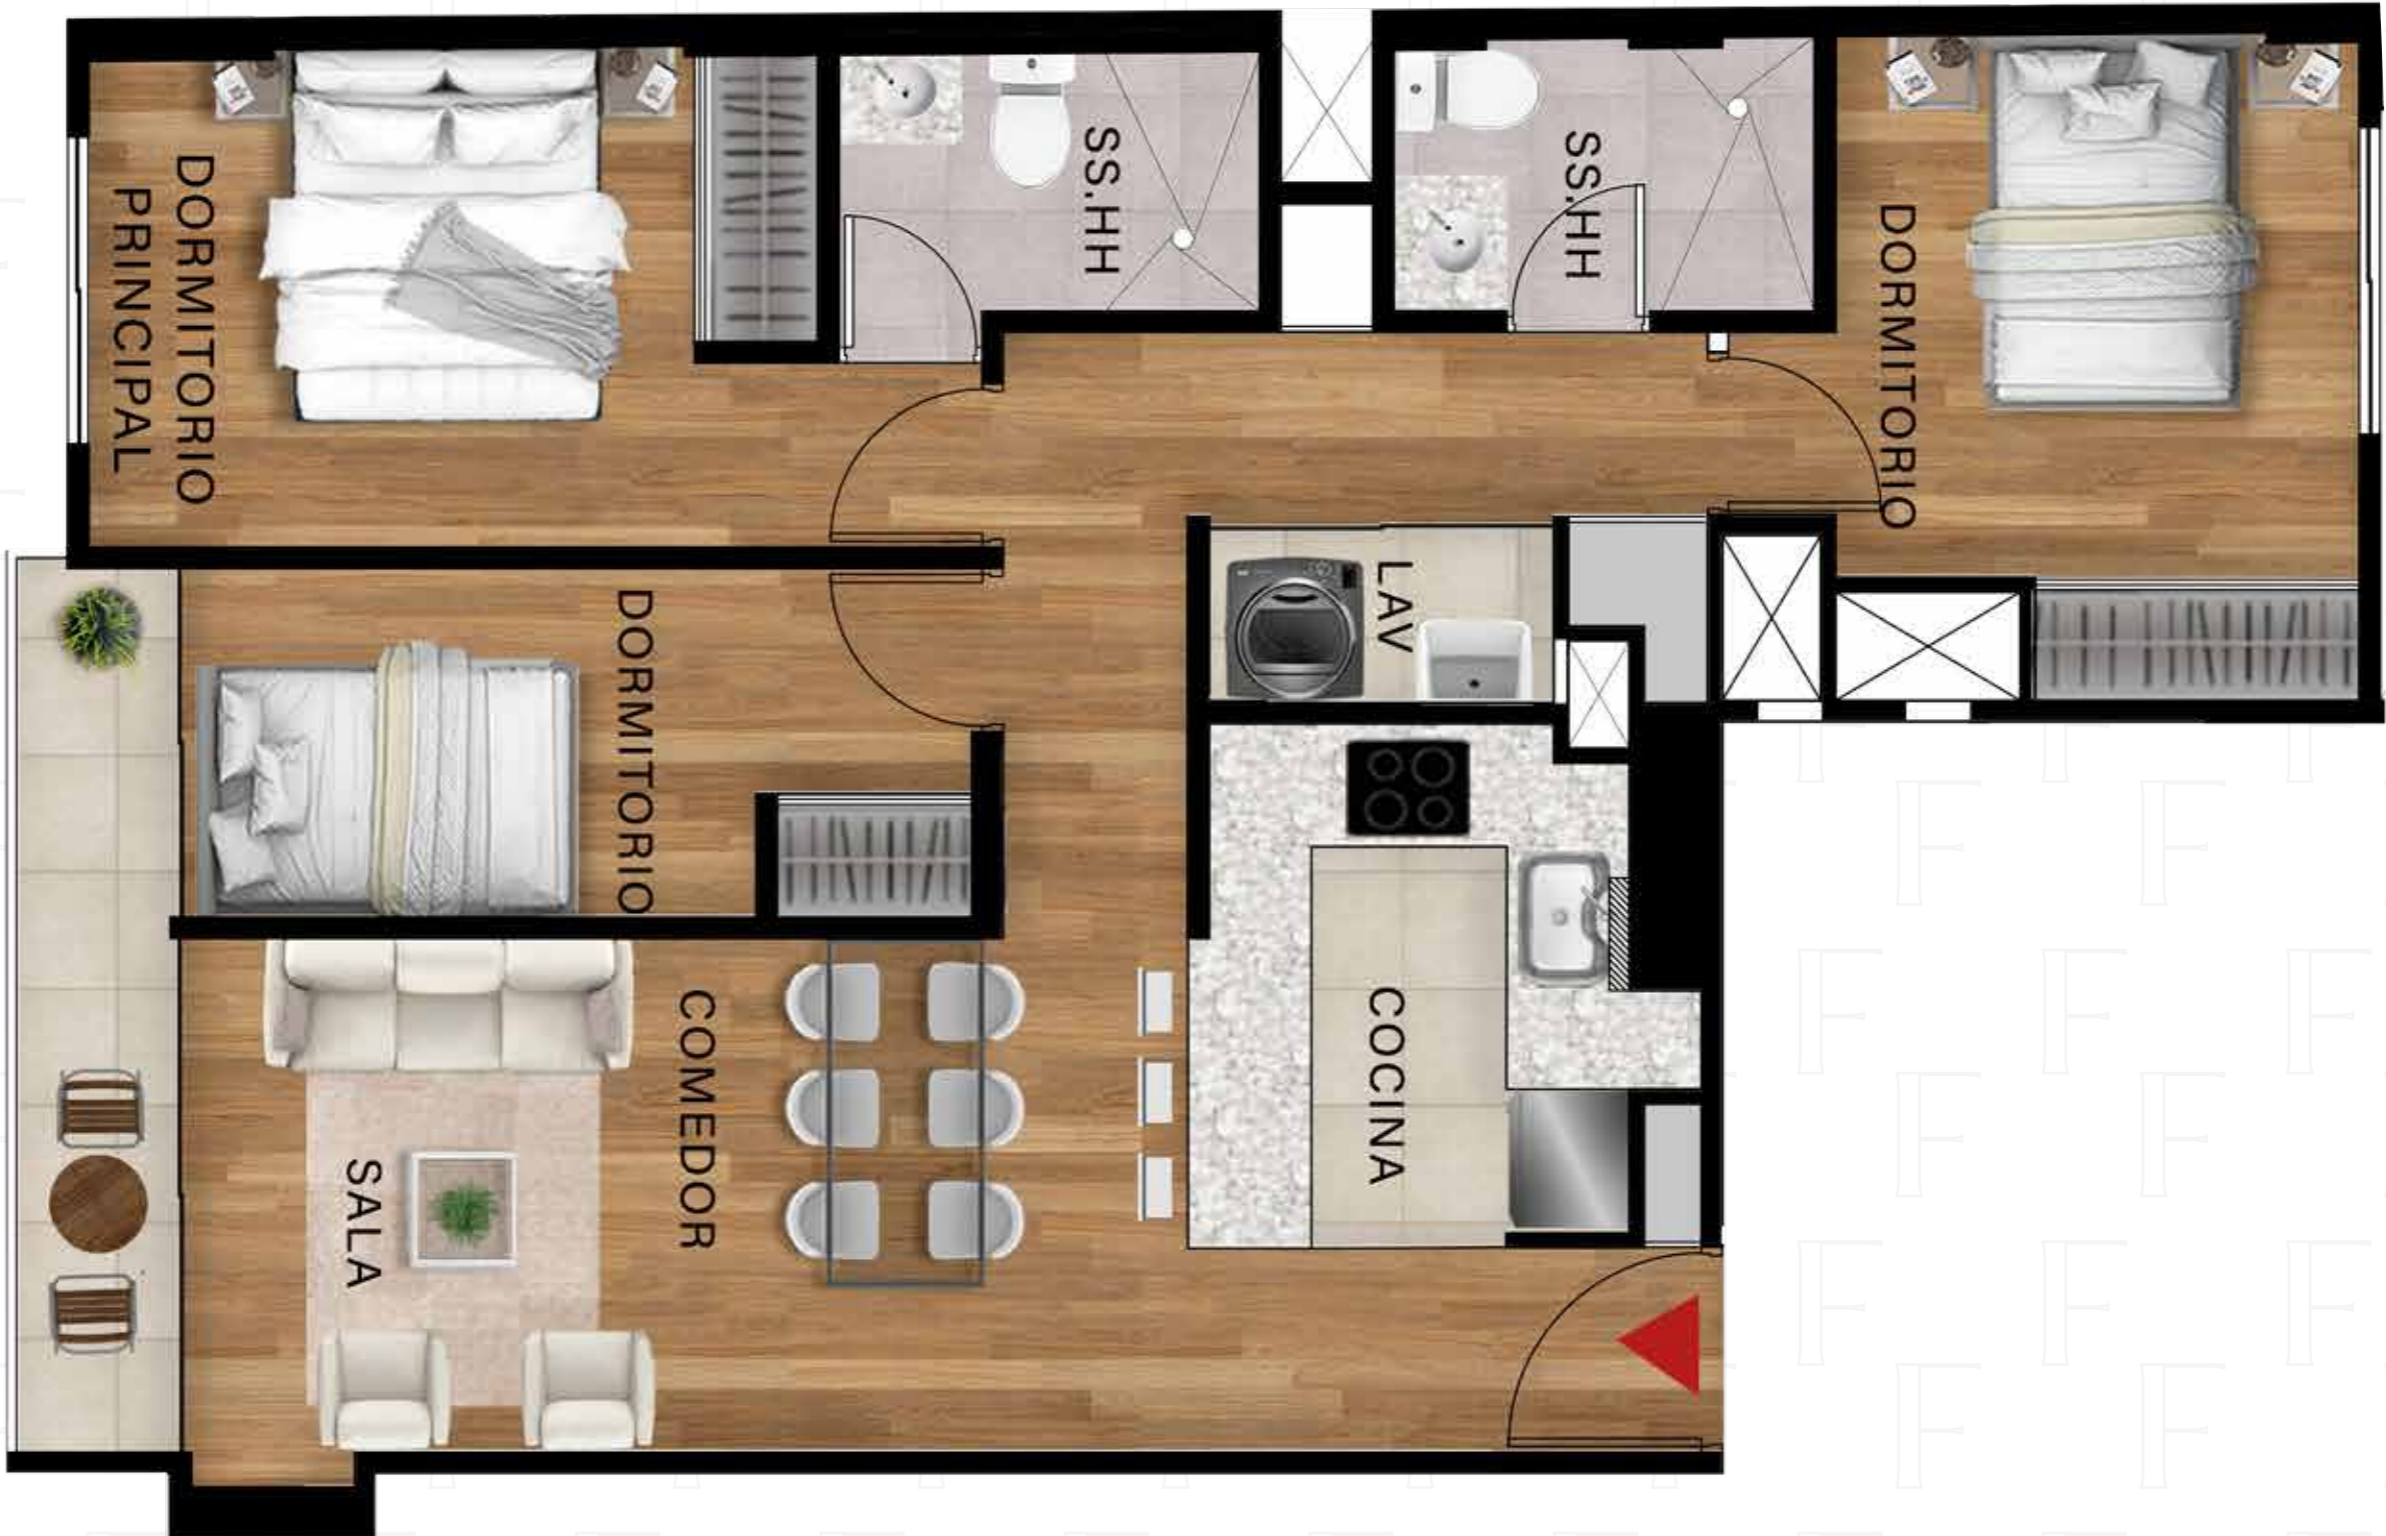 DORMITORIO
PRINCIPAL
SS.HH
SS.HH
DORMITORIO
DORMITORIO
LAV
COCINA
COMEDOR
SALA